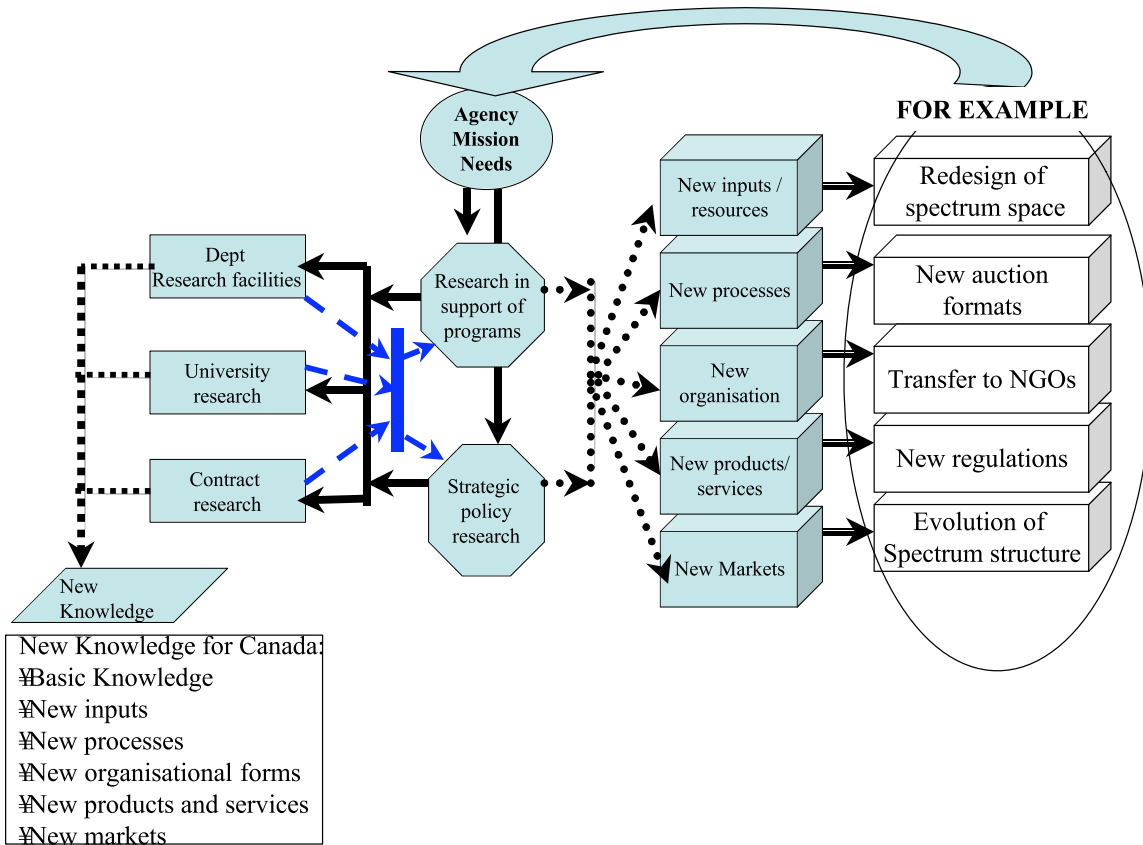 FOR EXAMPLE
Agency
Mission
Needs
Dept
Research facilities
University
research
Contract
research
Research in
support of
programs
Strategic
policy
research
New inputs /
resources
New processes
New
organisation
New products/
services
New Markets
Redesign of
spectrum space
New auction
formats
Transfer to NGOs
New regulations
Evolution of
Spectrum structure
New
Knowledge
New Knowledge for Canada:
¥Basic Knowledge
¥New inputs
¥New processes
¥New organisational forms
¥New products and services
¥New markets